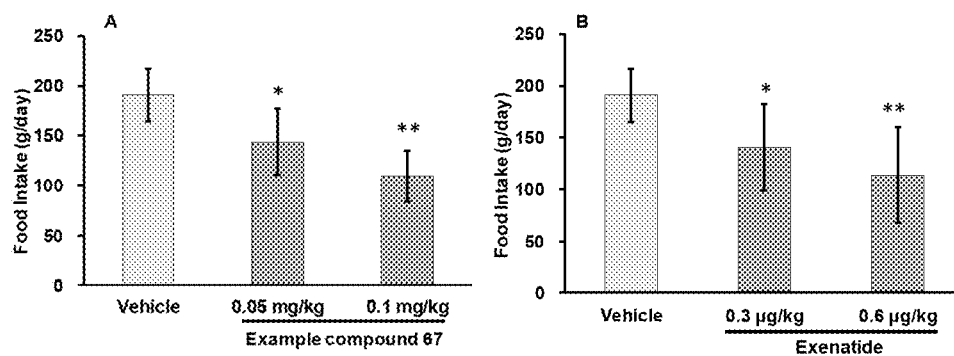 A
Food Intake (g/day)
250
200
150
100
50
0
*
**
Vehicle
0.05 mg/kg
0.1 mg/kg
Example compound 67
B
Food Intake (g/day)
250
200
150
100
50
0
*
**
Vehicle
0.3 µg/kg
0.6 µg/kg
Exenatide